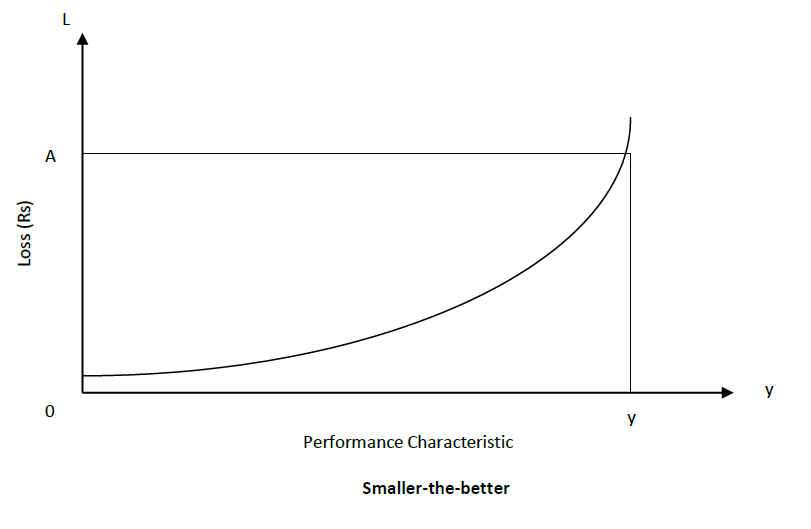 L
A
Loss (Rs)
0
y
y
Performance Characteristic
Smaller-the-better